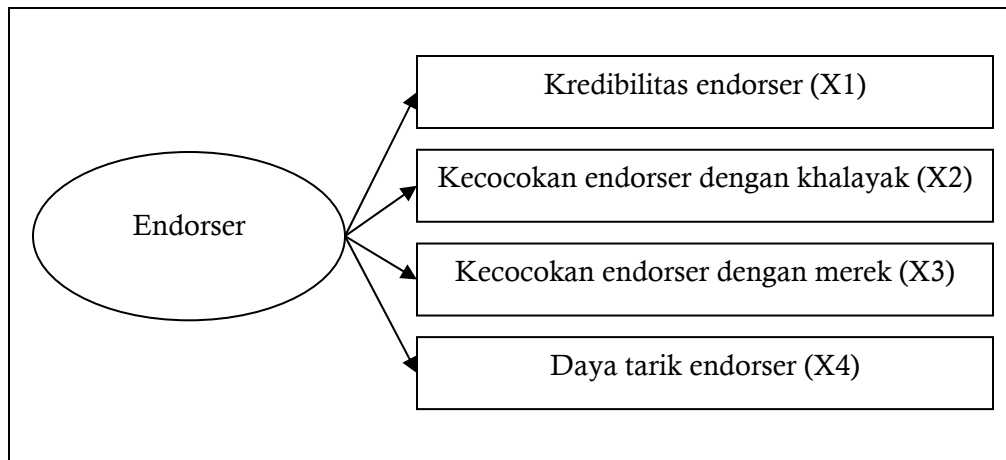 Kredibilitas endorser (X1)
Kecocokan endorser dengan khalayak (X2)
Endorser
Kecocokan endorser dengan merek (X3)
Daya tarik endorser (X4)